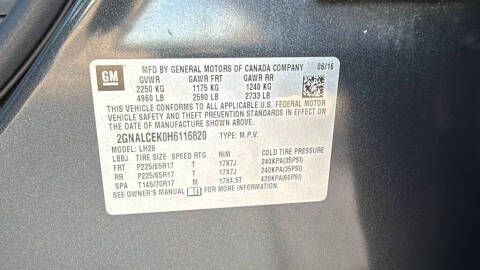 GM
MFD BY GENERAL MOTORS OF CANADA COMPANY 06/16
GVWR GAWR FRT GAWR RR
2250 KG 1175 KG 1240 KG
4960 LB 2590 LB 2733 LB
THIS VEHICLE CONFORMS TO ALL APPLICABLE U.S. FEDERAL MOTOR
VEHICLE SAFETY AND THEFT PREVENTION STANDARDS IN EFFECT ON THE
DATE OF MANUFACTURE SHOWN ABOVE.
2GNALCEK0H6116820 TYPE: M.P.V.
MODEL: LH26
LBBJ TIRE SIZE SPEED RTG RIM COLD TIRE PRESSURE
FRT P225/65R17 T 17X7J 240KPA(35PSI)
RR P225/65R17 T 17X7J 240KPA(35PSI)
SPA T145/70R17 M 17X4.5T 420KPA(60PSI)
SEE OWNER'S MANUAL FOR MORE INFORMATION.